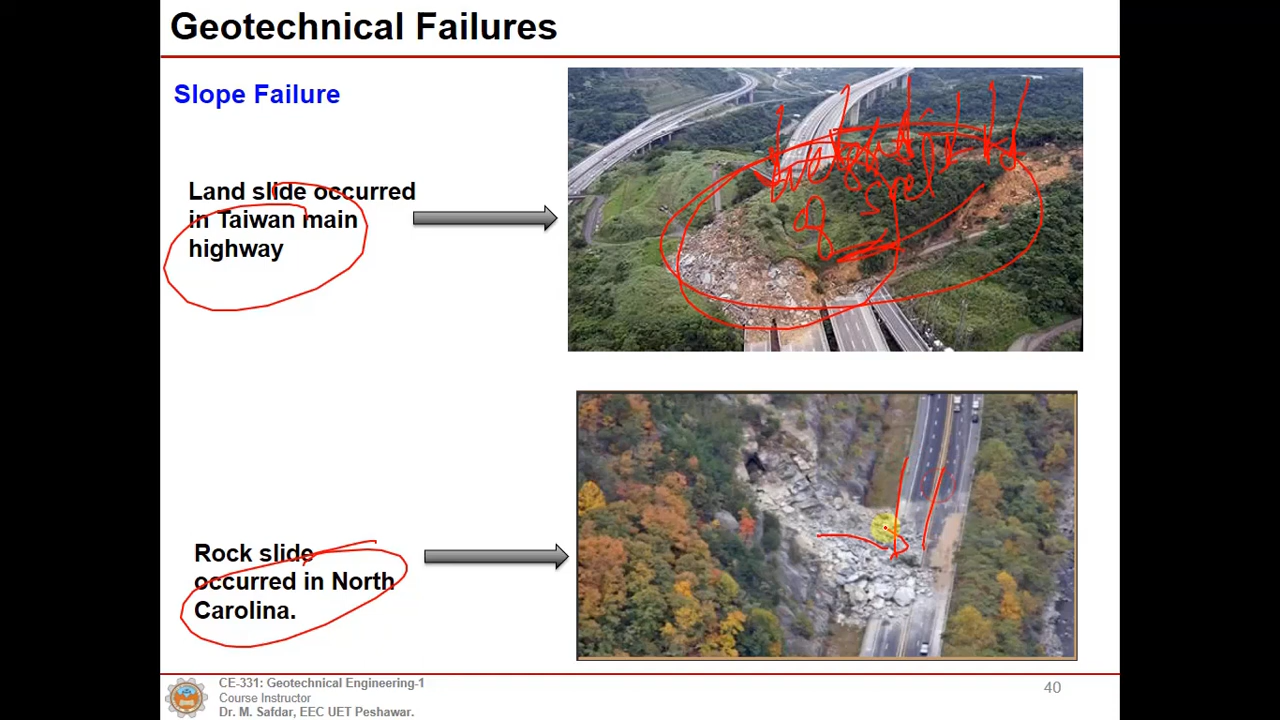 Geotechnical Failures
Slope Failure
Land slide occurred
in Taiwan main
highway
Rock slide
occurred in North
Carolina.
CE-331: Geotechnical Engineering-1
Course Instructor
Dr. M. Safdar, EEC UET Peshawar.
40